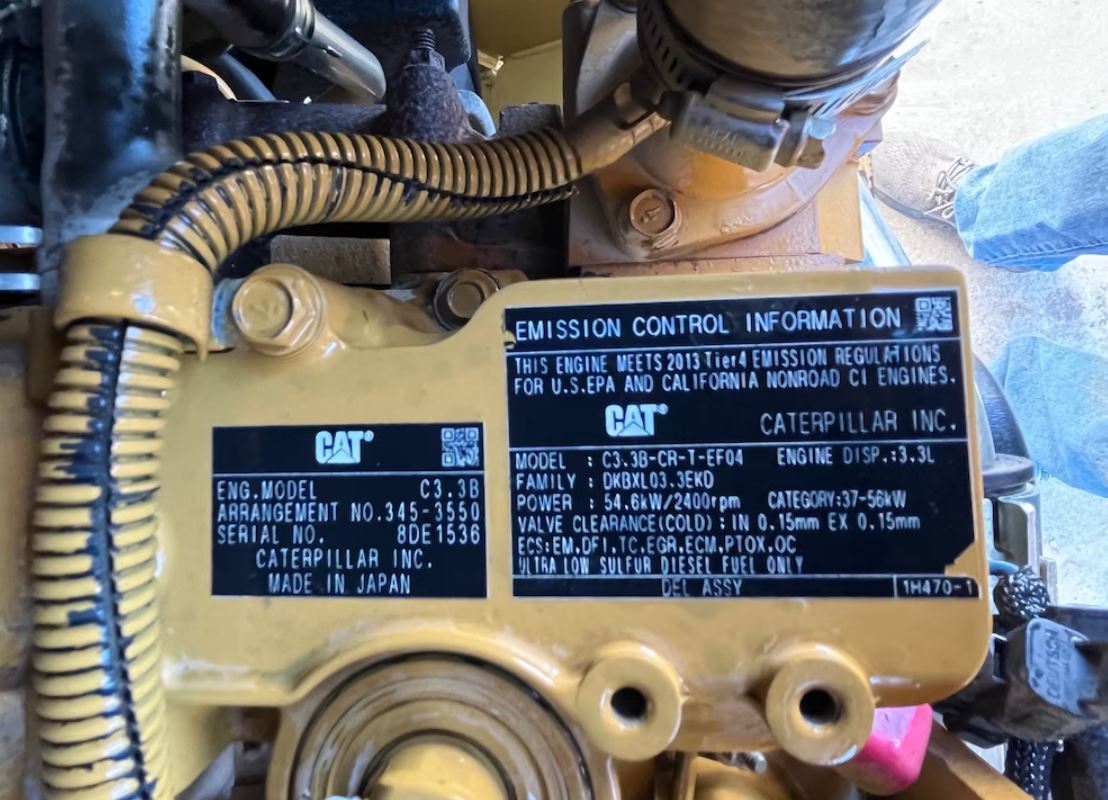 CAT®
ENG.MODEL C3.3B
ARRANGEMENT NO.345-3550
SERIAL NO. 8DE1536
CATERPILLAR INC.
MADE IN JAPAN
EMISSION CONTROL INFORMATION
THIS ENGINE MEETS 2013 Tier4 EMISSION REGULATIONS
FOR U.S.EPA AND CALIFORNIA NONROAD CI ENGINES.
CAT® CATERPILLAR INC.
MODEL : C3.3B-CR-T-EF04 ENGINE DISP.:3.3L
FAMILY : DKBXL03.3EKD
POWER : 54.6kW/2400rpm CATEGORY:37-56kW
VALVE CLEARANCE(COLD) : IN 0.15mm EX 0.15mm
ECS:EM,DFI,TC,EGR,ECM,PTOX,OC
ULTRA LOW SULFUR DIESEL FUEL ONLY
DEL ASSY 1H470-1
DEUTSCH